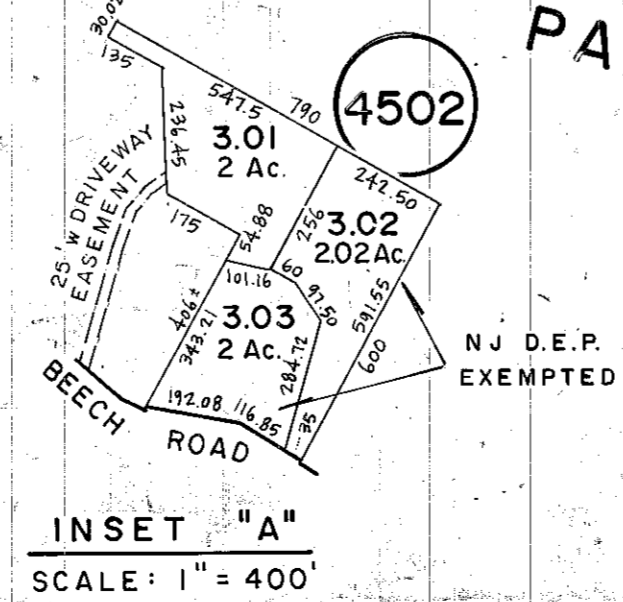 PA
30.02
135
547.5
790
4502
236.45
3.01
2 Ac.
242.50
25' W DRIVEWAY
EASEMENT
175
54.88
256
3.02
2.02 Ac.
101.16
60
97.50
591.55
600
406±
343.21
3.03
2 Ac.
284.72
NJ D.E.P.
EXEMPTED
192.08
116.85
35
BEECH
ROAD
INSET "A"
SCALE: 1" = 400'